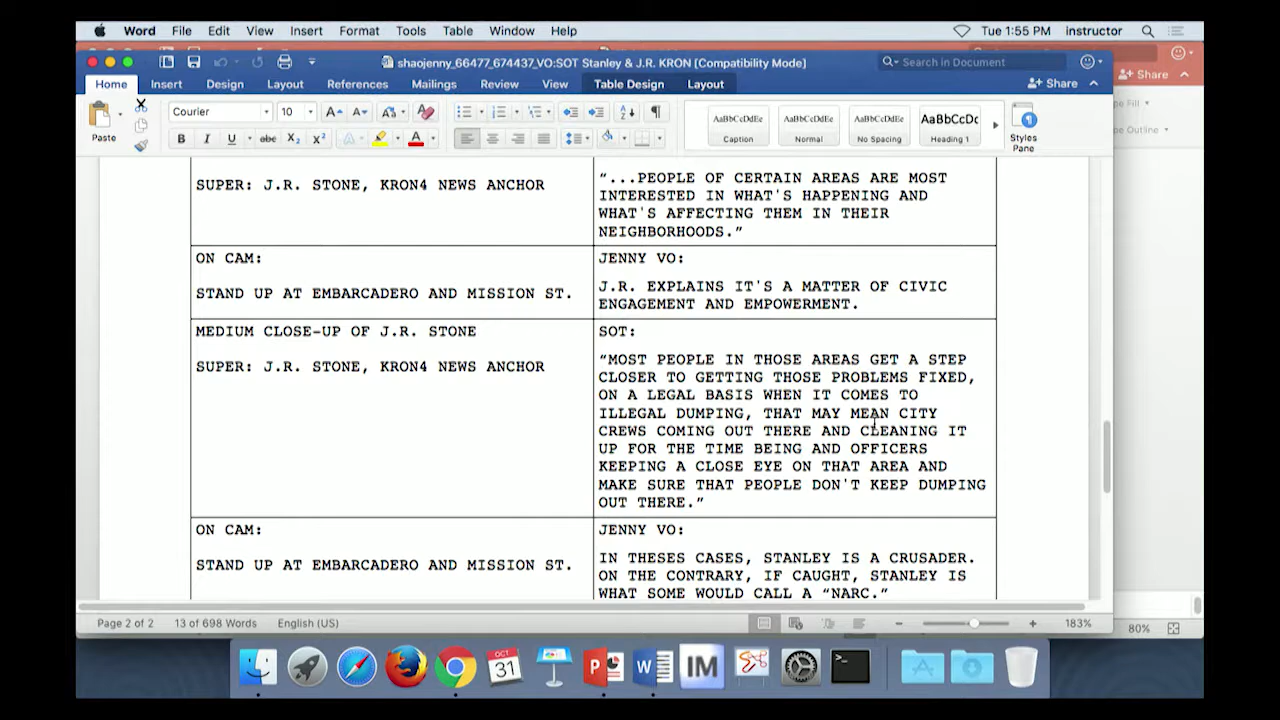 Word File Edit View Insert Format Tools Table Window Help Tue 1:55 PM instructor
shaojenny_66477_674437_VO:SOT Stanley & J.R. KRON [Compatibility Mode] Search in Document
Home Insert Design Layout References Mailings Review View Table Design Layout Share Share
Courier 10
Paste
AaBbCcDdEe AaBbCcDdEe AaBbCcDdEe AaBbCcDc
Caption Normal No Spacing Heading 1 Styles Pane
SUPER: J.R. STONE, KRON4 NEWS ANCHOR
"...PEOPLE OF CERTAIN AREAS ARE MOST
INTERESTED IN WHAT'S HAPPENING AND
WHAT'S AFFECTING THEM IN THEIR
NEIGHBORHOODS."
ON CAM:
STAND UP AT EMBARCADERO AND MISSION ST.
JENNY VO:
J.R. EXPLAINS IT'S A MATTER OF CIVIC
ENGAGEMENT AND EMPOWERMENT.
MEDIUM CLOSE-UP OF J.R. STONE
SUPER: J.R. STONE, KRON4 NEWS ANCHOR
SOT:
"MOST PEOPLE IN THOSE AREAS GET A STEP
CLOSER TO GETTING THOSE PROBLEMS FIXED,
ON A LEGAL BASIS WHEN IT COMES TO
ILLEGAL DUMPING, THAT MAY MEAN CITY
CREWS COMING OUT THERE AND CLEANING IT
UP FOR THE TIME BEING AND OFFICERS
KEEPING A CLOSE EYE ON THAT AREA AND
MAKE SURE THAT PEOPLE DON'T KEEP DUMPING
OUT THERE."
ON CAM:
STAND UP AT EMBARCADERO AND MISSION ST.
JENNY VO:
IN THESES CASES, STANLEY IS A CRUSADER.
ON THE CONTRARY, IF CAUGHT, STANLEY IS
WHAT SOME WOULD CALL A "NARC."
Page 2 of 2 13 of 698 Words English (US) 183% 80%
OCT
31
IM